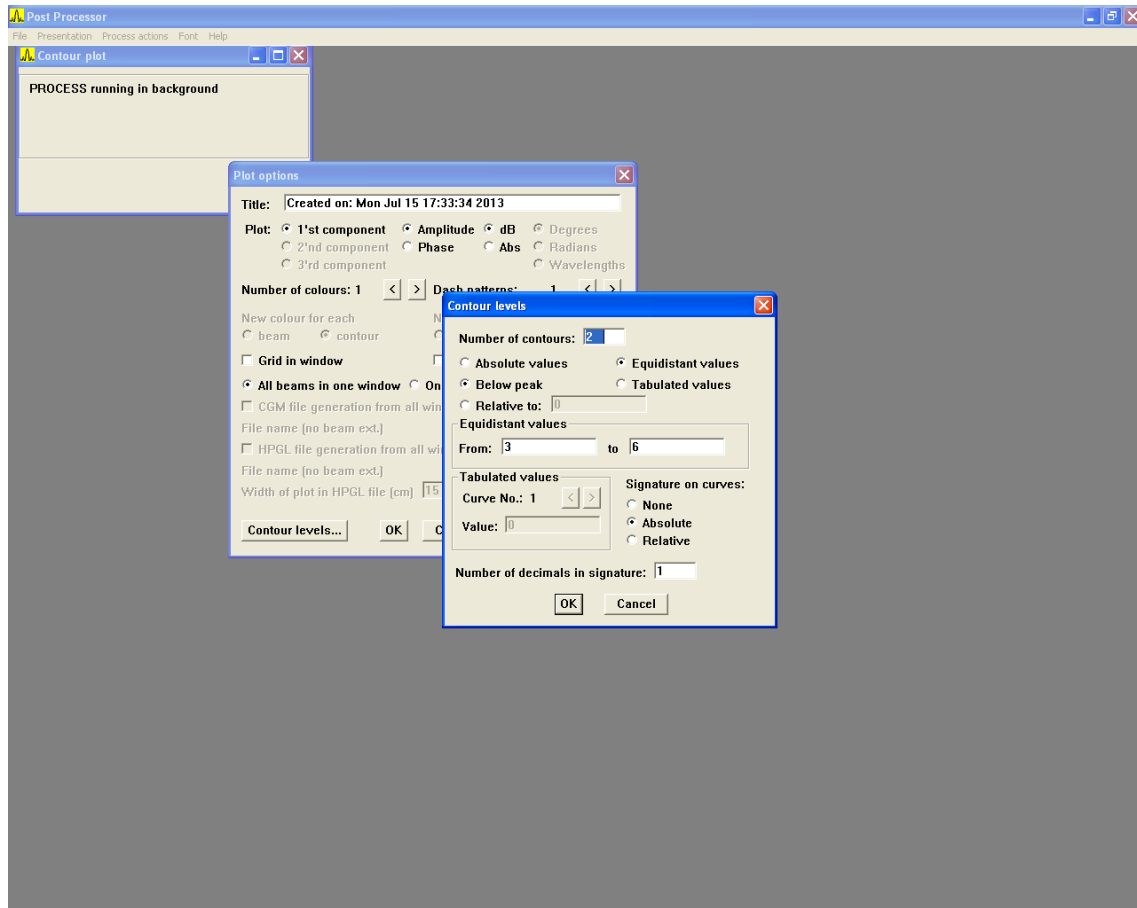 Post Processor
File Presentation Process actions Font Help
Contour plot
PROCESS running in background
Plot options
Title: Created on: Mon Jul 15 17:33:34 2013
Plot: 1'st component Amplitude dB Degrees
2'nd component Phase Abs Radians
3'rd component Wavelengths
Number of colours: 1 < > Dash patterns: 1 < >
New colour for each
beam contour
Grid in window
All beams in one window
CGM file generation from all
File name (no beam ext.)
HPGL file generation from all
File name (no beam ext.)
Width of plot in HPGL file (cm) 15
Contour levels... OK
Contour levels
Number of contours: 2
Absolute values Equidistant values
Below peak Tabulated values
Relative to: 0
Equidistant values
From: 3 to 6
Tabulated values
Curve No.: 1 < >
Value: 0
Signature on curves:
None
Absolute
Relative
Number of decimals in signature: 1
OK Cancel